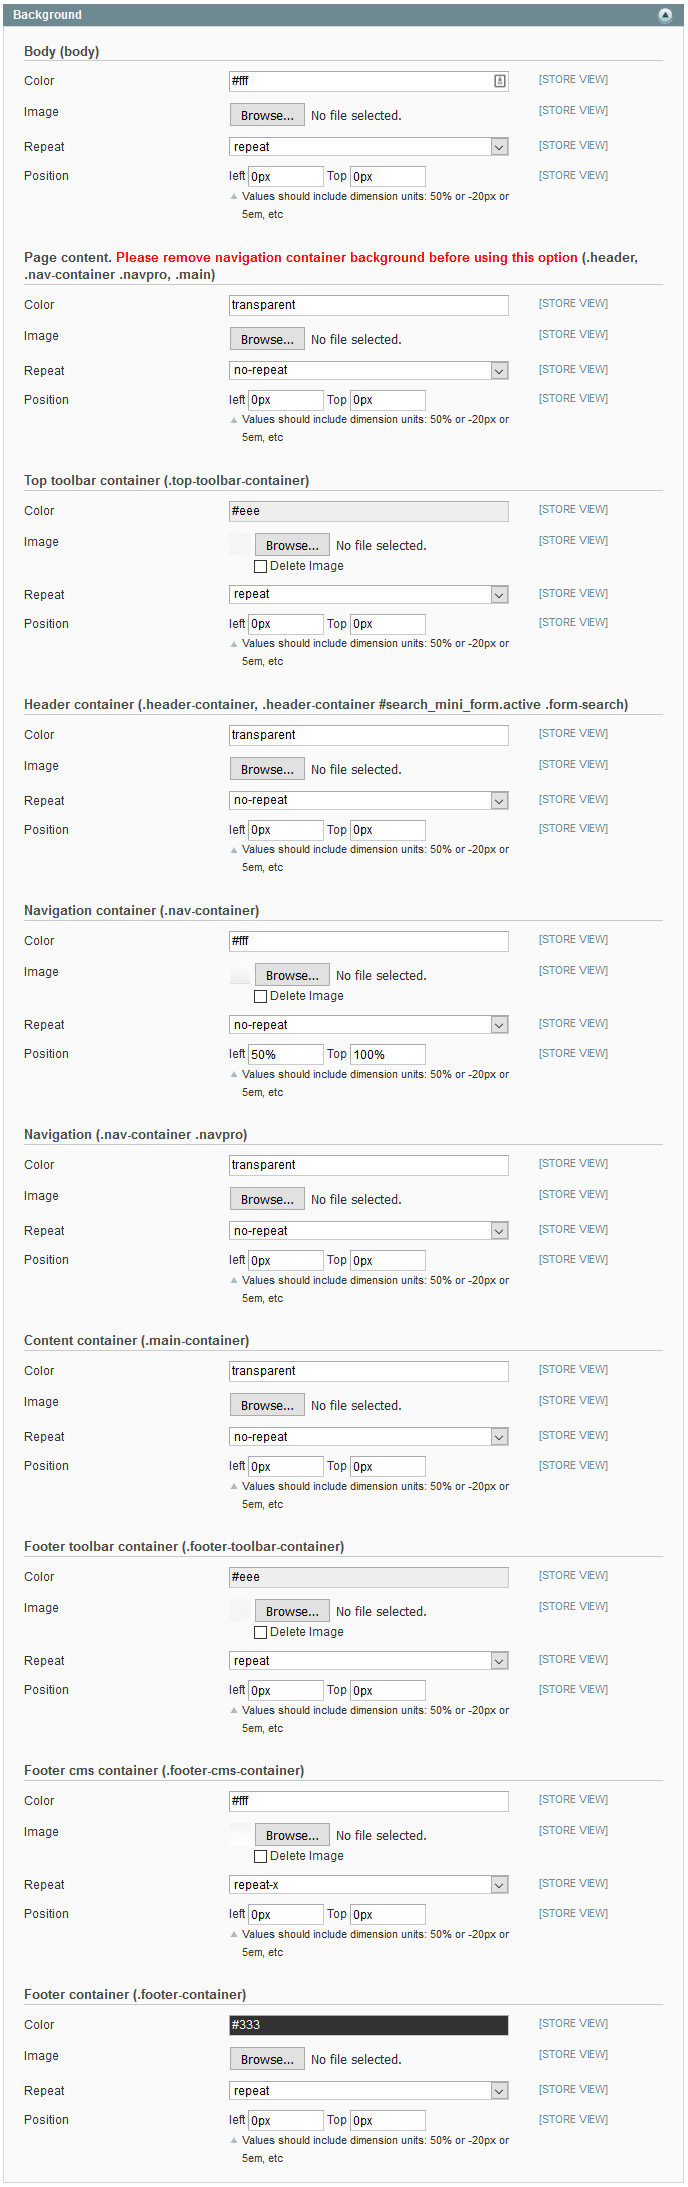 Background
Body (body)
Color #fff [STORE VIEW]
Image Browse... No file selected. [STORE VIEW]
Repeat repeat [STORE VIEW]
Position left 0px Top 0px [STORE VIEW]
Values should include dimension units: 50% or -20px or
5em, etc
Page content. Please remove navigation container background before using this option (.header,
.nav-container .navpro, .main)
Color transparent [STORE VIEW]
Image Browse... No file selected. [STORE VIEW]
Repeat no-repeat [STORE VIEW]
Position left 0px Top 0px [STORE VIEW]
Values should include dimension units: 50% or -20px or
5em, etc
Top toolbar container (.top-toolbar-container)
Color #eee [STORE VIEW]
Image Browse... No file selected. [STORE VIEW]
Delete Image
Repeat repeat [STORE VIEW]
Position left 0px Top 0px [STORE VIEW]
Values should include dimension units: 50% or -20px or
5em, etc
Header container (.header-container, .header-container #search_mini_form.active .form-search)
Color transparent [STORE VIEW]
Image Browse... No file selected. [STORE VIEW]
Repeat no-repeat [STORE VIEW]
Position left 0px Top 0px [STORE VIEW]
Values should include dimension units: 50% or -20px or
5em, etc
Navigation container (.nav-container)
Color #fff [STORE VIEW]
Image Browse... No file selected. [STORE VIEW]
Delete Image
Repeat no-repeat [STORE VIEW]
Position left 50% Top 100% [STORE VIEW]
Values should include dimension units: 50% or -20px or
5em, etc
Navigation (.nav-container .navpro)
Color transparent [STORE VIEW]
Image Browse... No file selected. [STORE VIEW]
Repeat no-repeat [STORE VIEW]
Position left 0px Top 0px [STORE VIEW]
Values should include dimension units: 50% or -20px or
5em, etc
Content container (.main-container)
Color transparent [STORE VIEW]
Image Browse... No file selected. [STORE VIEW]
Repeat no-repeat [STORE VIEW]
Position left 0px Top 0px [STORE VIEW]
Values should include dimension units: 50% or -20px or
5em, etc
Footer toolbar container (.footer-toolbar-container)
Color #eee [STORE VIEW]
Image Browse... No file selected. [STORE VIEW]
Delete Image
Repeat repeat [STORE VIEW]
Position left 0px Top 0px [STORE VIEW]
Values should include dimension units: 50% or -20px or
5em, etc
Footer cms container (.footer-cms-container)
Color #fff [STORE VIEW]
Image Browse... No file selected. [STORE VIEW]
Delete Image
Repeat repeat-x [STORE VIEW]
Position left 0px Top 0px [STORE VIEW]
Values should include dimension units: 50% or -20px or
5em, etc
Footer container (.footer-container)
Color #333 [STORE VIEW]
Image Browse... No file selected. [STORE VIEW]
Repeat repeat [STORE VIEW]
Position left 0px Top 0px [STORE VIEW]
Values should include dimension units: 50% or -20px or
5em, etc